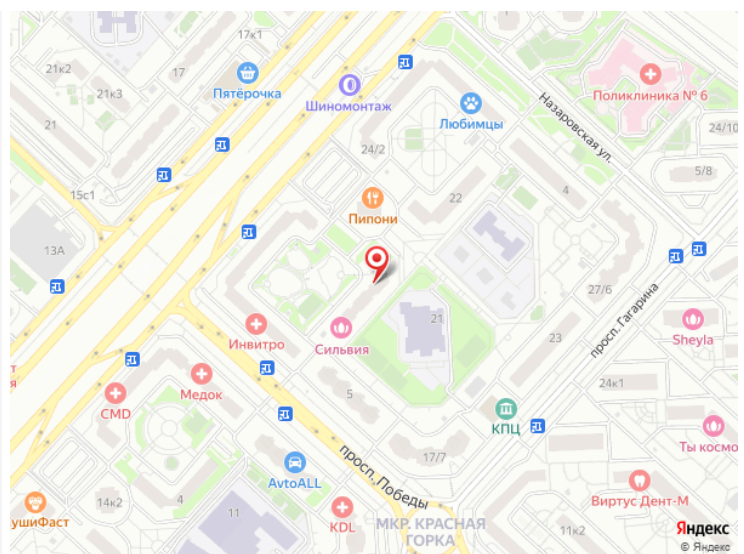 17к1
21к2
17
21к3
Пятёрочка
Шиномонтаж
Поликлиника № 6
21
Любимцы
Назаровская ул.
24/10
24/2
5/8
15с1
22
4
Пипони
13А
27/6
просп. Гагарина
21
Инвитро
Сильвия
23
Sheyla
Медок
5
24к1
CMD
КПЦ
Ты космо
просп. Победы
17/7
AvtoALL
Виртус Дент-М
ушиФаст
14к2
4
11
KDL
МКР. КРАСНАЯ
ГОРКА
11к2
Яндекс
© Яндекс